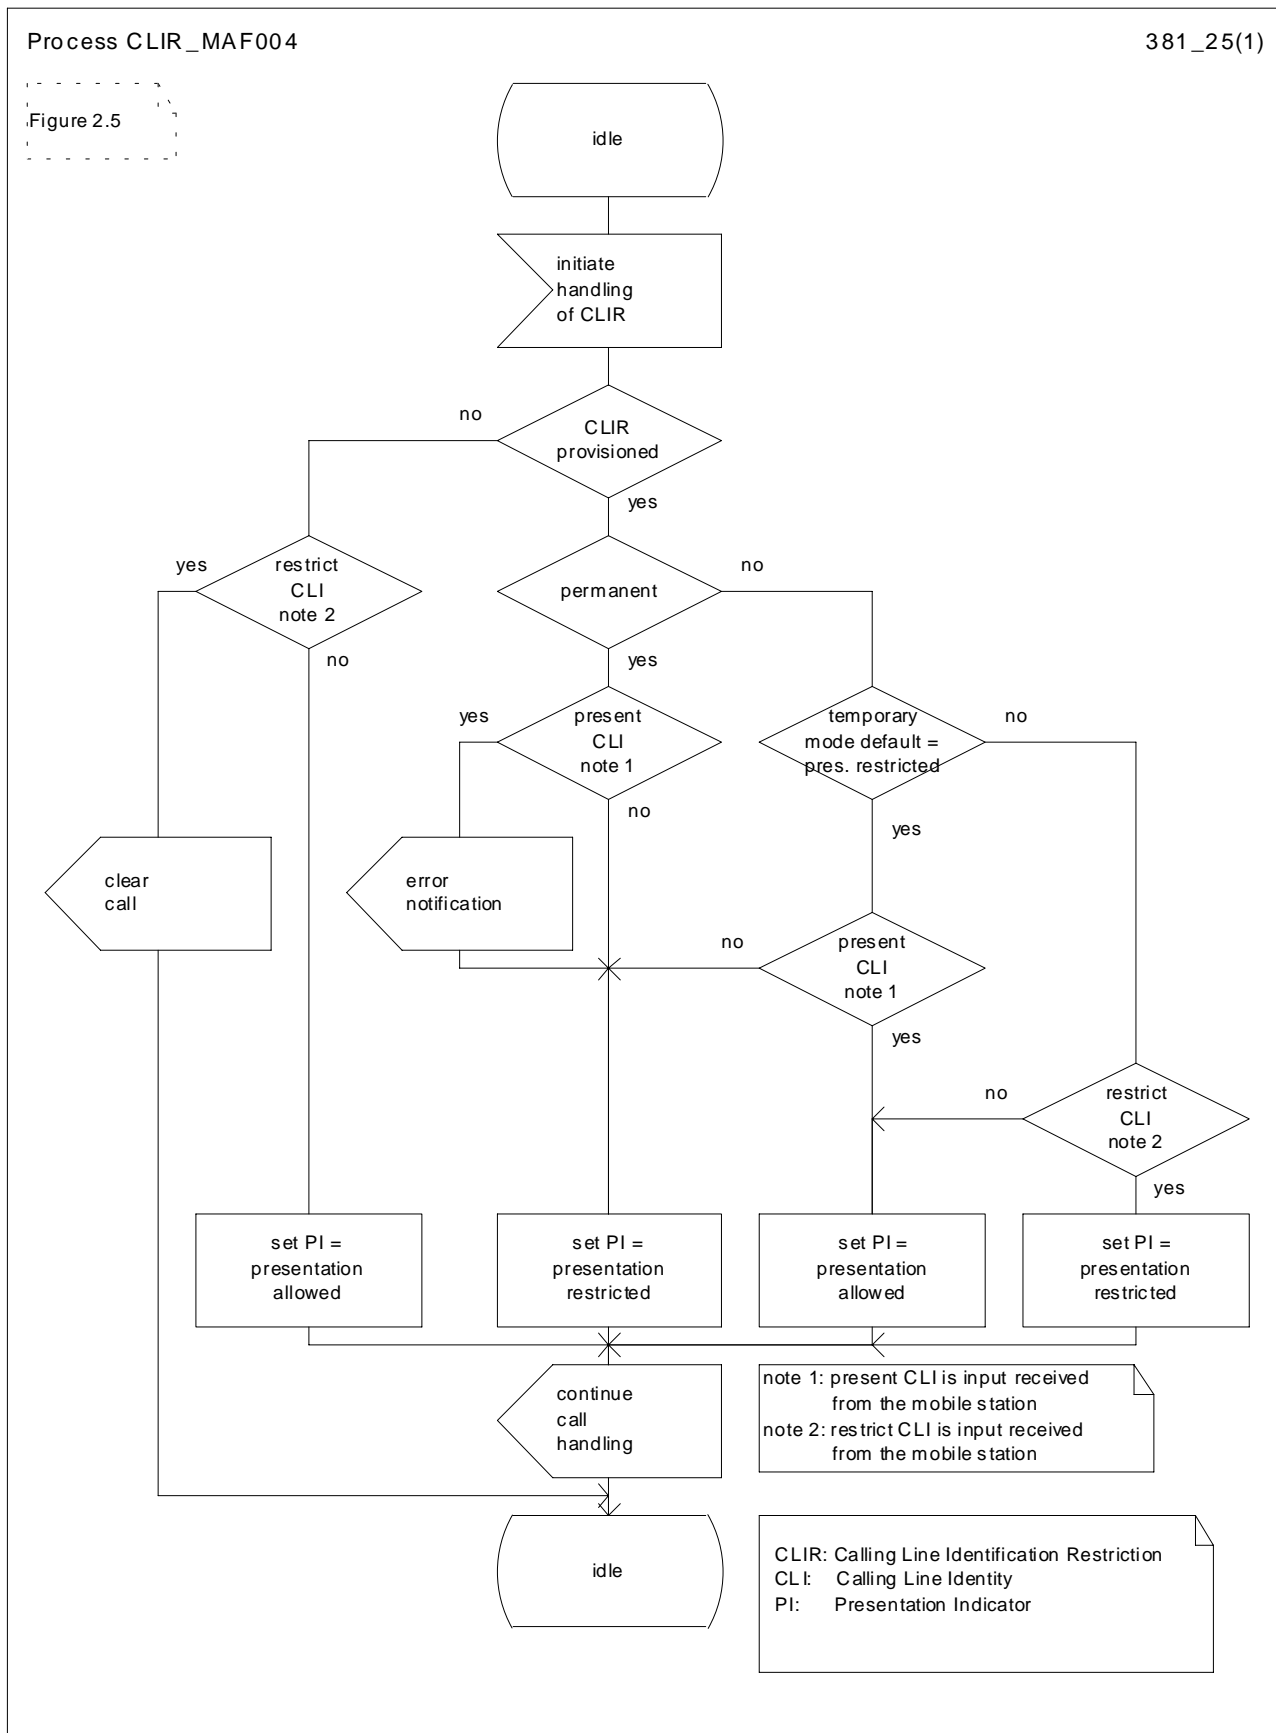 Process CLIR_MAF004
381_25(1)
Figure 2.5
idle
initiate
handling
of CLIR
no
CLIR
provisioned
yes
yes
restrict
CLI
note 2
permanent
no
no
yes
yes
present
CLI
note 1
temporary
mode default =
pres. restricted
no
no
yes
clear
call
error
notification
no
present
CLI
note 1
yes
no
restrict
CLI
note 2
yes
set PI =
presentation
allowed
set PI =
presentation
restricted
set PI =
presentation
allowed
set PI =
presentation
restricted
continue
call
handling
note 1: present CLI is input received
from the mobile station
note 2: restrict CLI is input received
from the mobile station
idle
CLIR: Calling Line Identification Restriction
CLI: Calling Line Identity
PI: Presentation Indicator